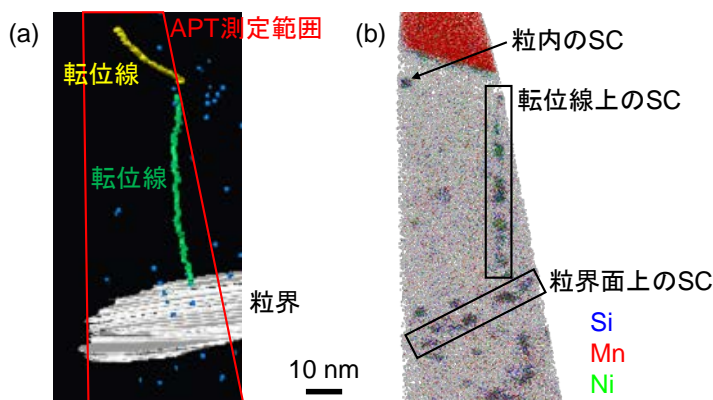 (a)
APT測定範囲
転位線
転位線
粒界
10 nm
(b)
粒内のSC
転位線上のSC
粒界面上のSC
Si
Mn
Ni